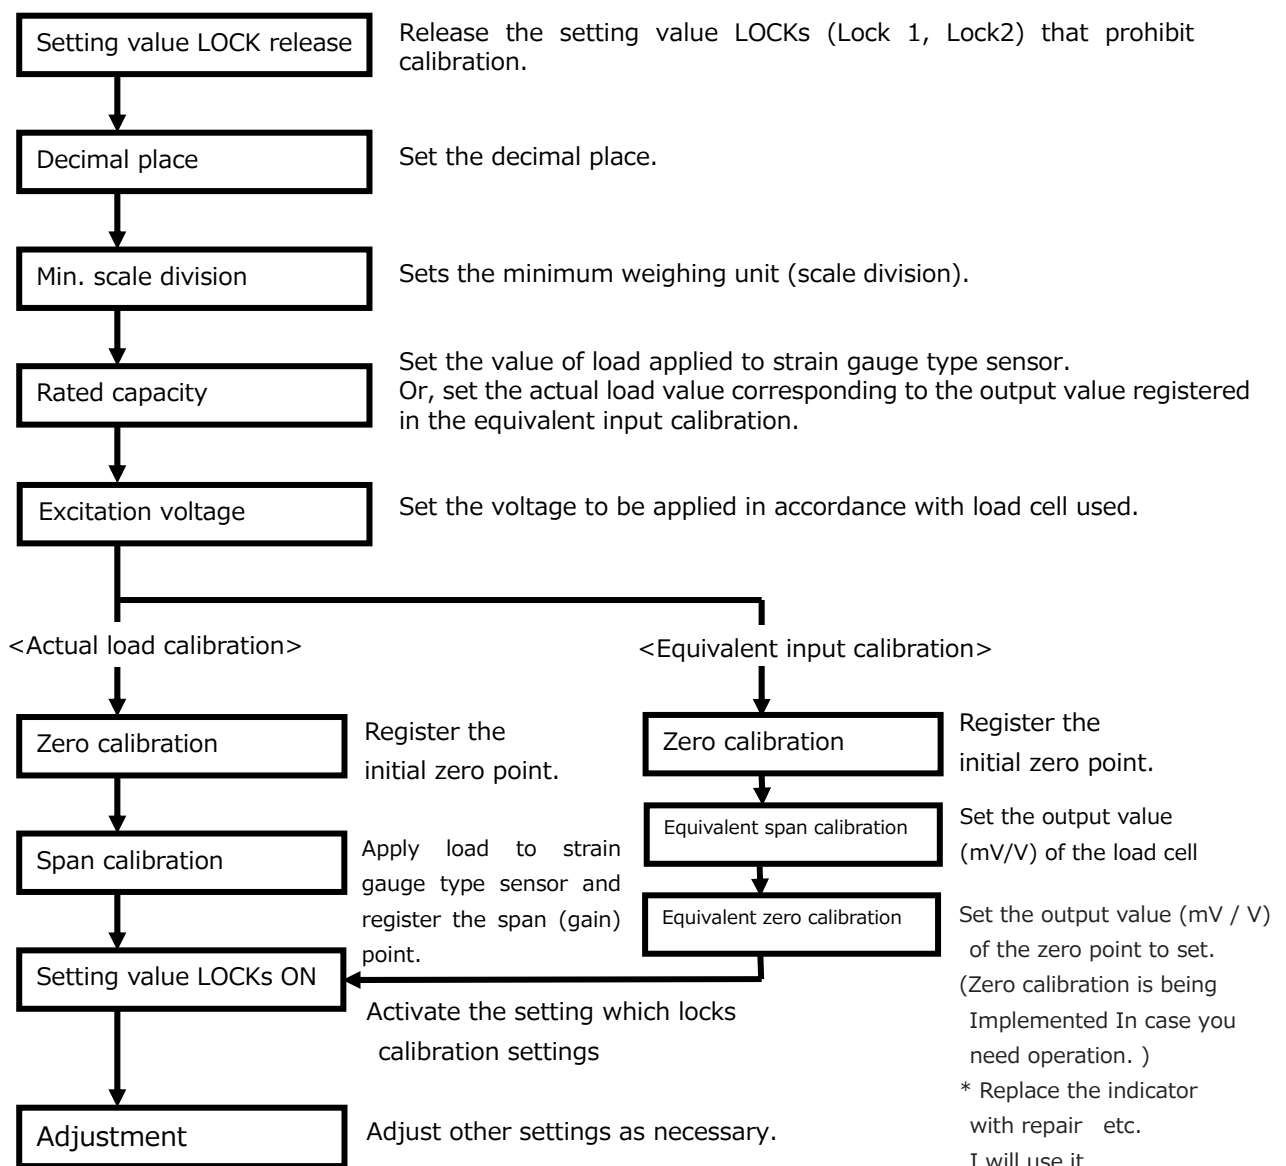 Setting value LOCK release
Release the setting value LOCKs (Lock 1, Lock2) that prohibit
calibration.
Decimal place
Set the decimal place.
Min. scale division
Sets the minimum weighing unit (scale division).
Rated capacity
Set the value of load applied to strain gauge type sensor.
Or, set the actual load value corresponding to the output value registered
in the equivalent input calibration.
Excitation voltage
Set the voltage to be applied in accordance with load cell used.
<Actual load calibration>
Zero calibration
Register the
initial zero point.
Span calibration
Apply load to strain
gauge type sensor and
register the span (gain)
point.
<Equivalent input calibration>
Zero calibration
Register the
initial zero point.
Equivalent span calibration
Set the output value
(mV/V) of the load cell
Equivalent zero calibration
Set the output value (mV / V)
of the zero point to set.
(Zero calibration is being
Implemented In case you
need operation. )
* Replace the indicator
with repair etc.
I will use it
Setting value LOCKs ON
Activate the setting which locks
calibration settings
Adjustment
Adjust other settings as necessary.